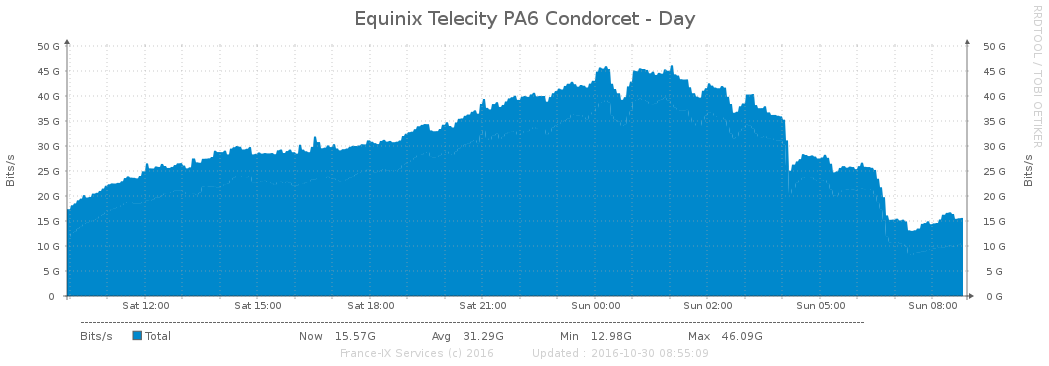 Equinix Telecity PA6 Condorcet - Day
RRDTOOL / TOBI OETIKER
50 G 50 G
45 G 45 G
40 G 40 G
35 G 35 G
30 G 30 G
25 G 25 G
20 G 20 G
15 G 15 G
10 G 10 G
5 G 5 G
0 0 G
Bits/s
Bits/s
Sat 12:00 Sat 15:00 Sat 18:00 Sat 21:00 Sun 00:00 Sun 02:00 Sun 05:00 Sun 08:00
Bits/s Total Now 15.57G Avg 31.29G Min 12.98G Max 46.09G
France-IX Services (c) 2016 Updated : 2016-10-30 08:55:09